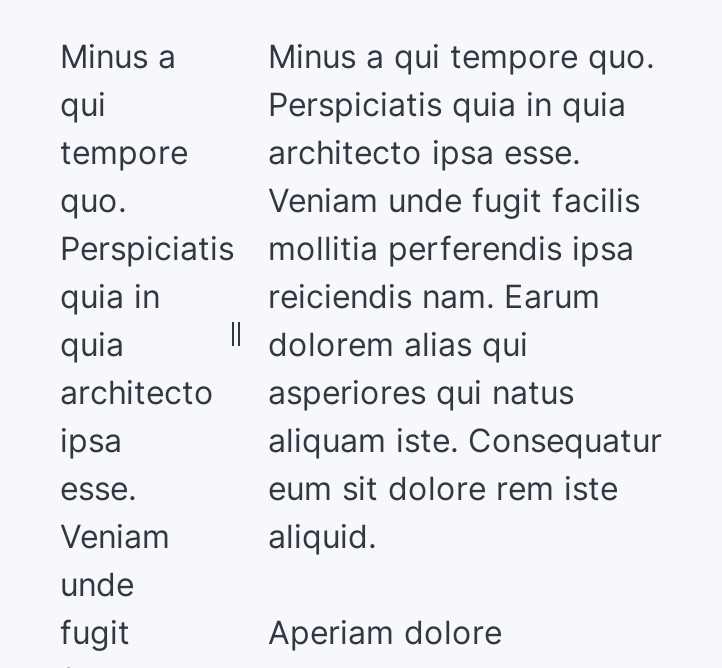 Minus a
qui
tempore
quo.
Perspiciatis
quia in
quia
architecto
ipsa
esse.
Veniam
unde
fugit
Minus a qui tempore quo.
Perspiciatis quia in quia
architecto ipsa esse.
Veniam unde fugit facilis
mollitia perferendis ipsa
reiciendis nam. Earum
dolorem alias qui
asperiores qui natus
aliquam iste. Consequatur
eum sit dolore rem iste
aliquid.
Aperiam dolore